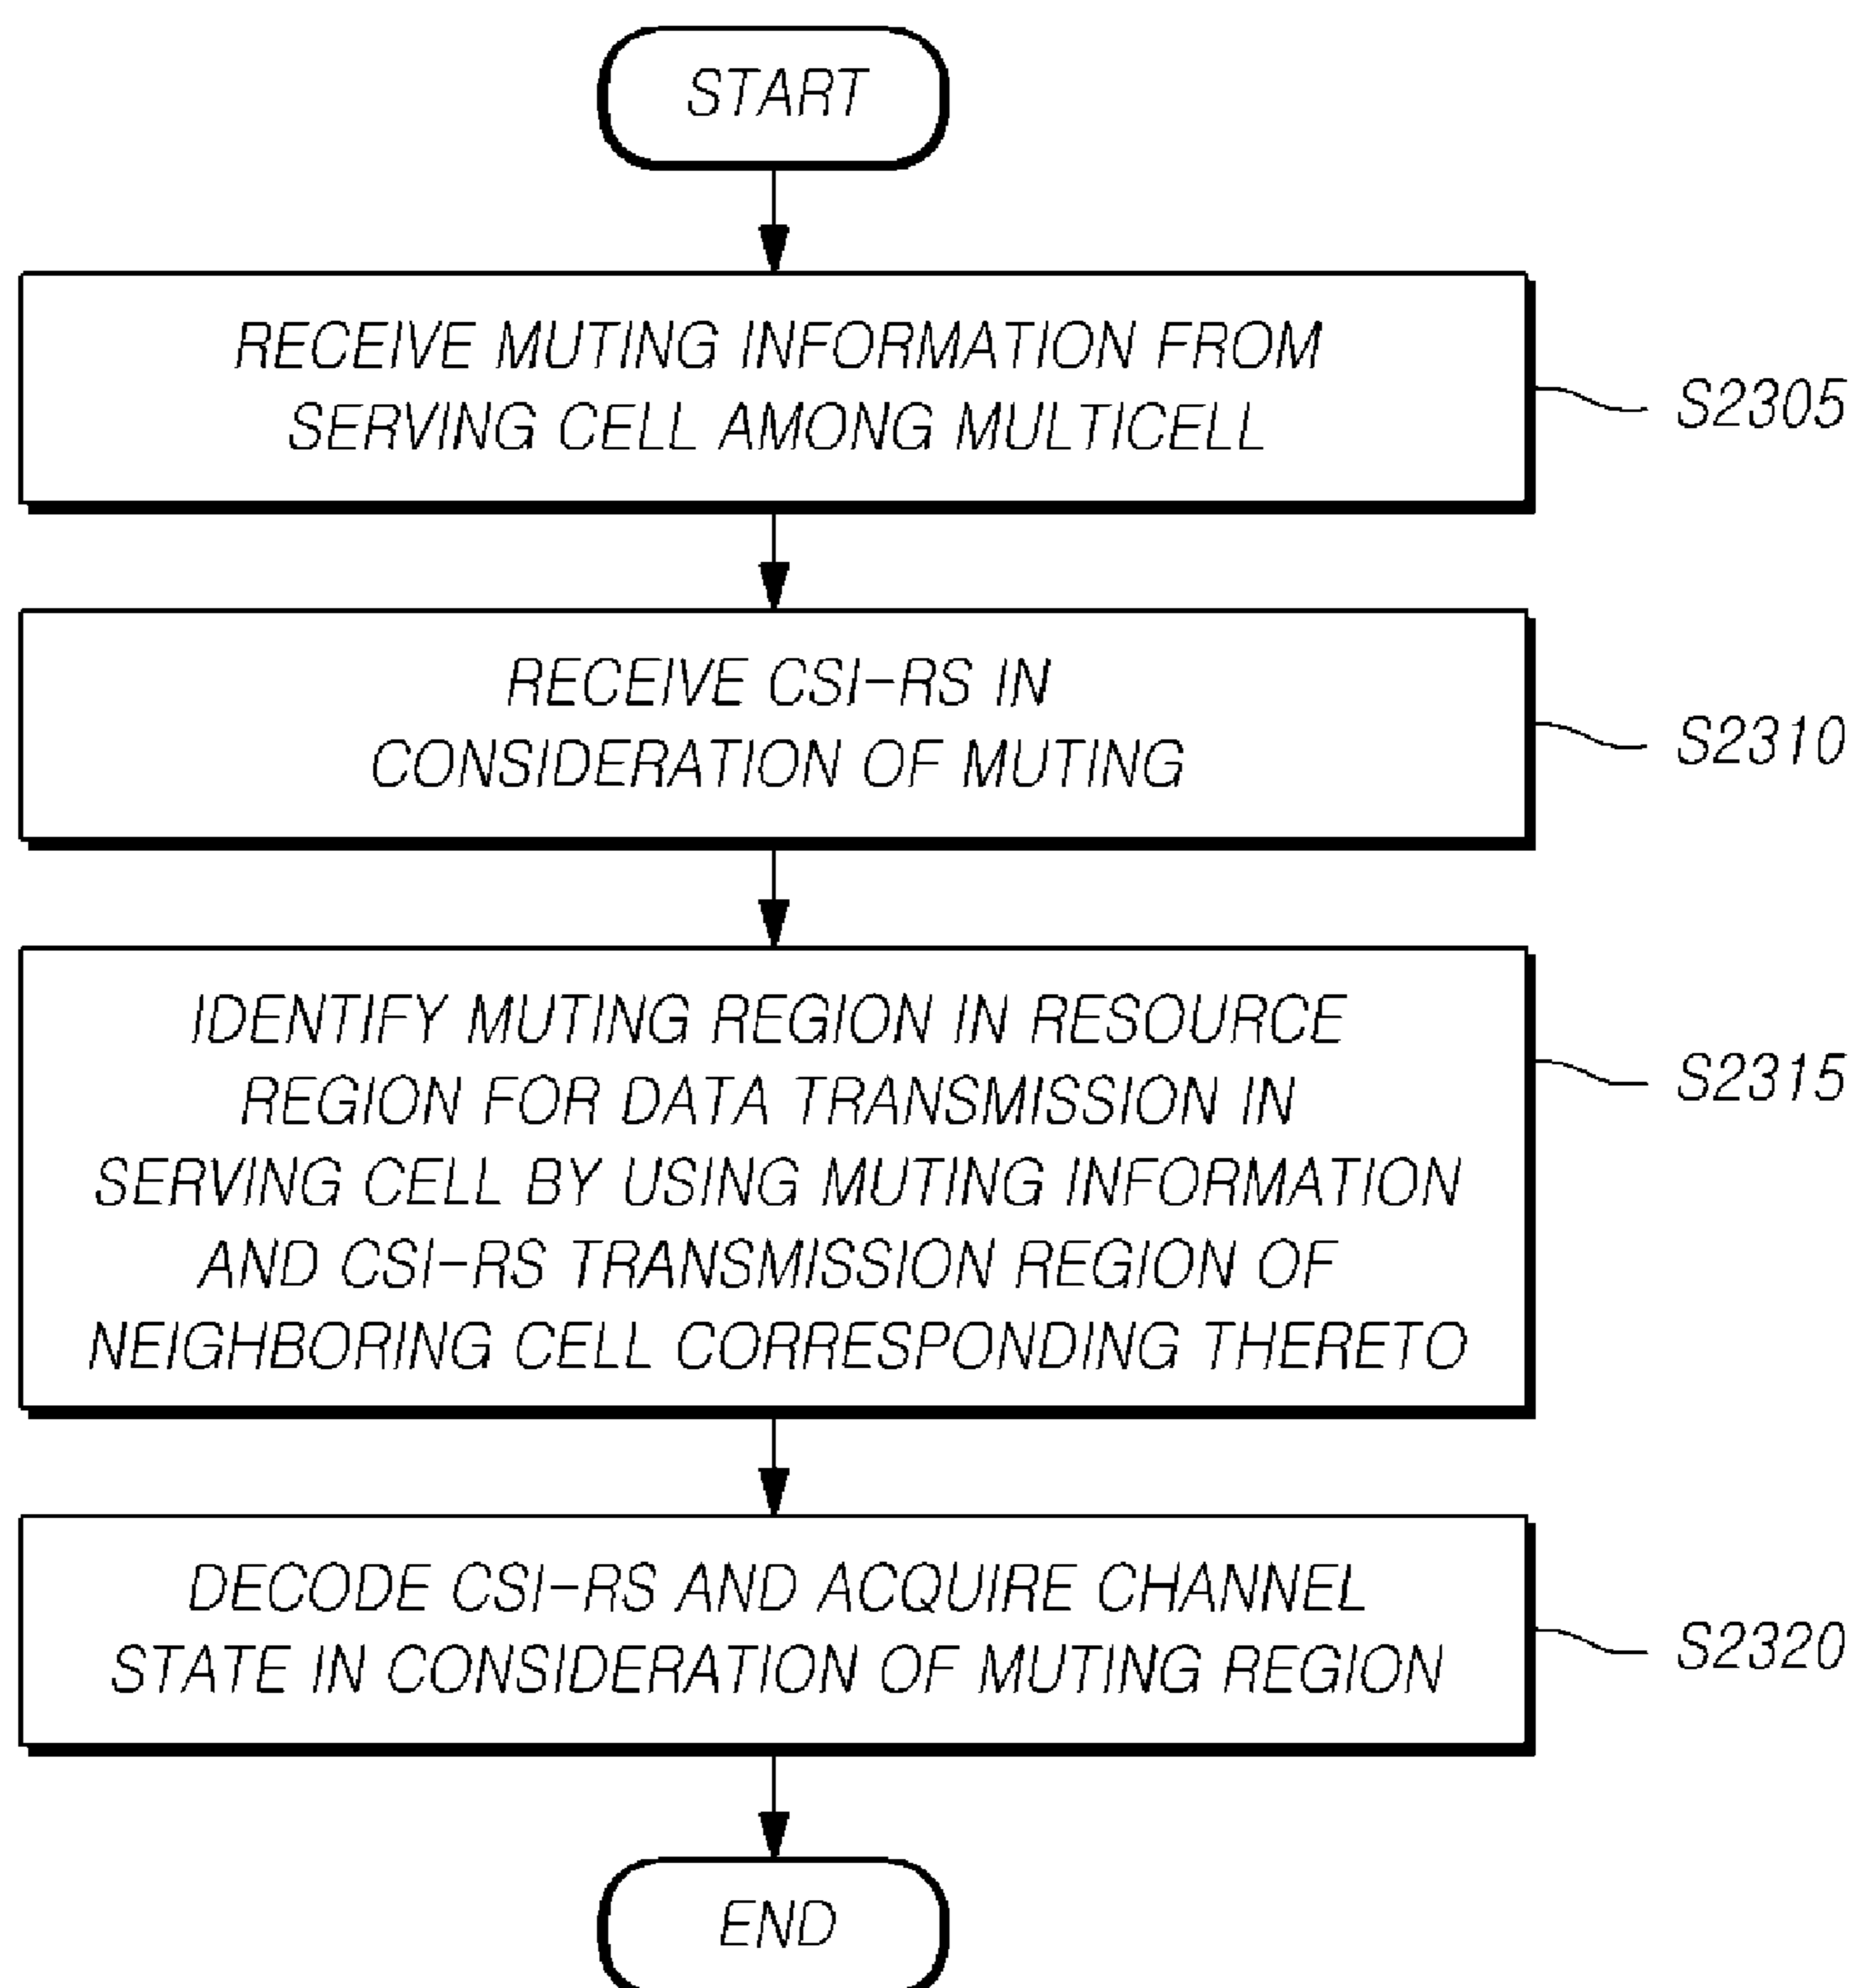 START
RECEIVE MUTING INFORMATION FROM
SERVING CELL AMONG MULTICELL
S2305
RECEIVE CSI-RS IN
CONSIDERATION OF MUTING
S2310
IDENTIFY MUTING REGION IN RESOURCE
REGION FOR DATA TRANSMISSION IN
SERVING CELL BY USING MUTING INFORMATION
AND CSI-RS TRANSMISSION REGION OF
NEIGHBORING CELL CORRESPONDING THERETO
S2315
DECODE CSI-RS AND ACQUIRE CHANNEL
STATE IN CONSIDERATION OF MUTING REGION
S2320
END